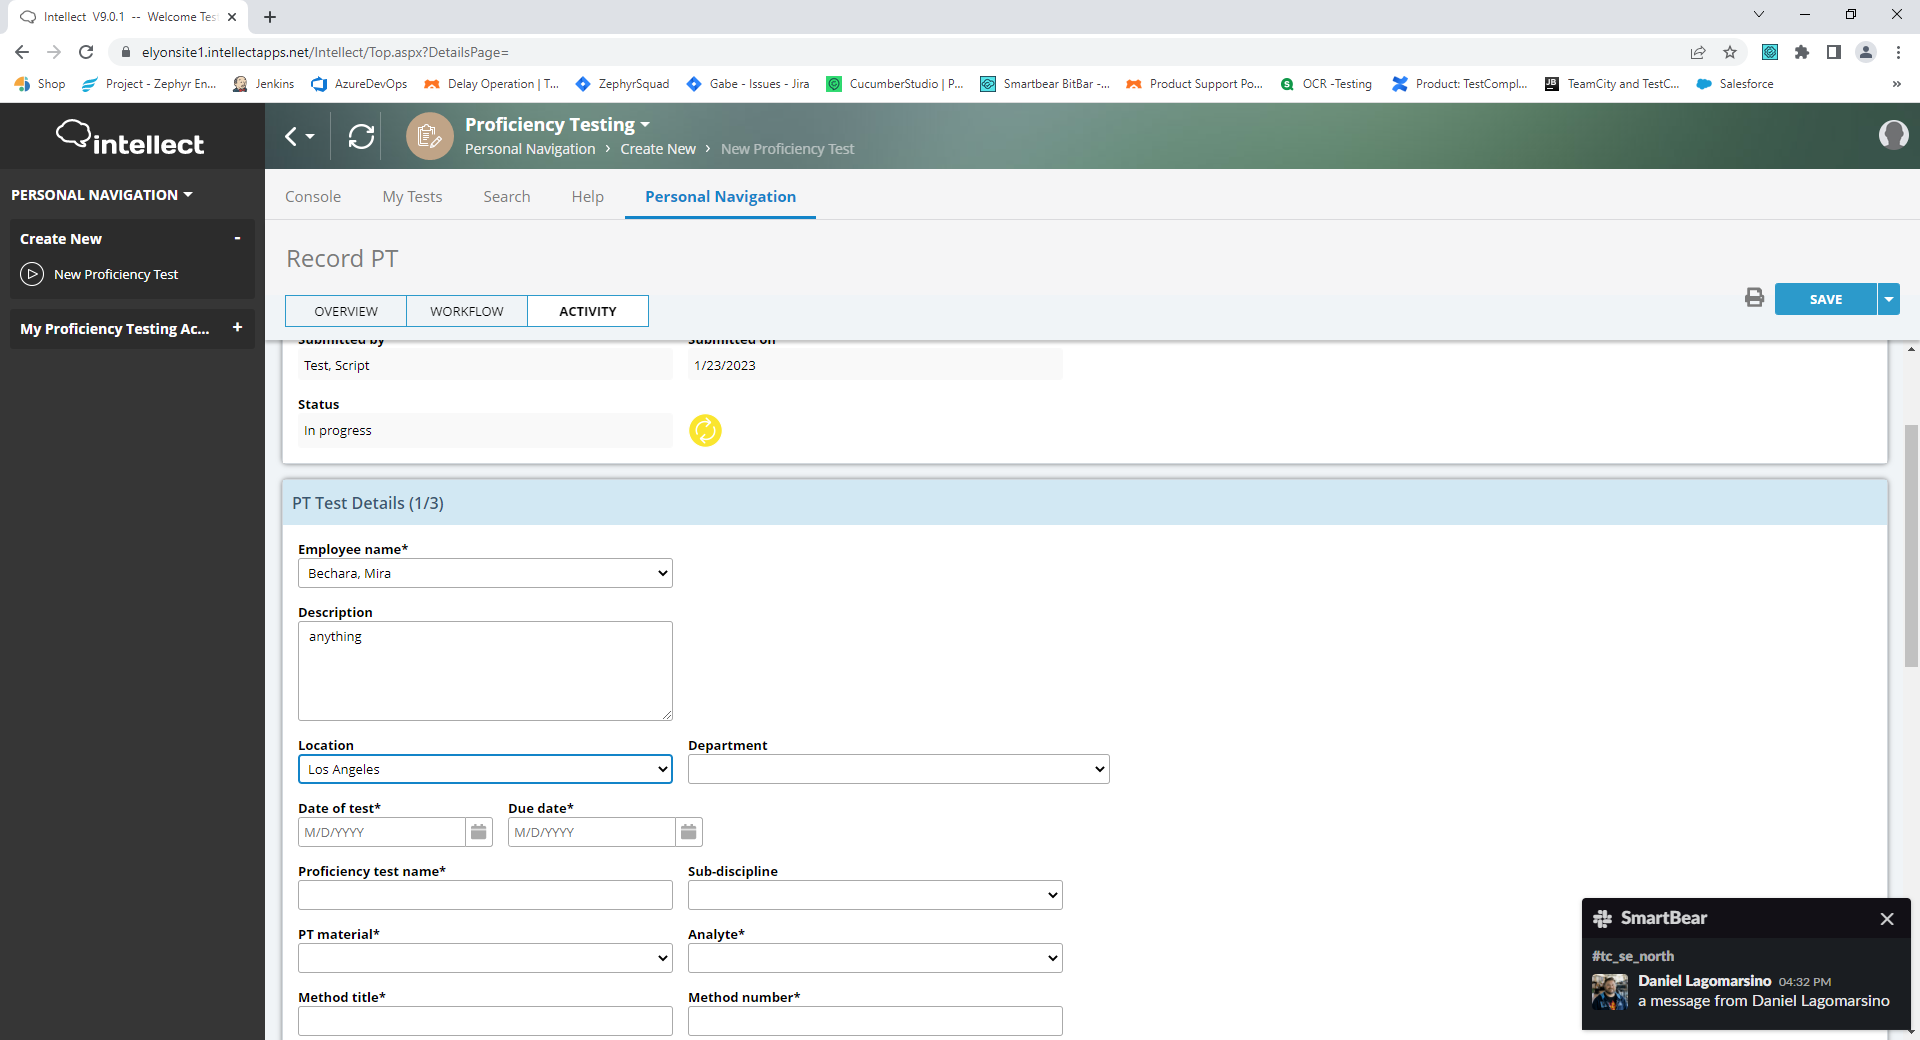 Intellect V9.0.1 -- Welcome Tes
elyonsite1.intellectapps.net/Intellect/Top.aspx?DetailsPage=
Shop
Project - Zephyr En...
Jenkins
AzureDevOps
Delay Operation | T...
ZephyrSquad
Gabe - Issues - Jira
CucumberStudio | P...
Smartbear BitBar -...
Product Support Po...
OCR -Testing
Product: TestCompl...
TeamCity and TestC...
Salesforce
»
intellect
Proficiency Testing
Personal Navigation › Create New › New Proficiency Test
PERSONAL NAVIGATION
Create New -
New Proficiency Test
My Proficiency Testing Ac... +
Console
My Tests
Search
Help
Personal Navigation
Record PT
OVERVIEW
WORKFLOW
ACTIVITY
SAVE
Submitted by
Submitted on
Test, Script
1/23/2023
Status
In progress
PT Test Details (1/3)
Employee name*
Bechara, Mira
Description
anything
Location
Department
Los Angeles
Date of test*
Due date*
M/D/YYYY
M/D/YYYY
Proficiency test name*
Sub-discipline
PT material*
Analyte*
Method title*
Method number*
SmartBear
#tc_se_north
Daniel Lagomarsino 04:32 PM
a message from Daniel Lagomarsino